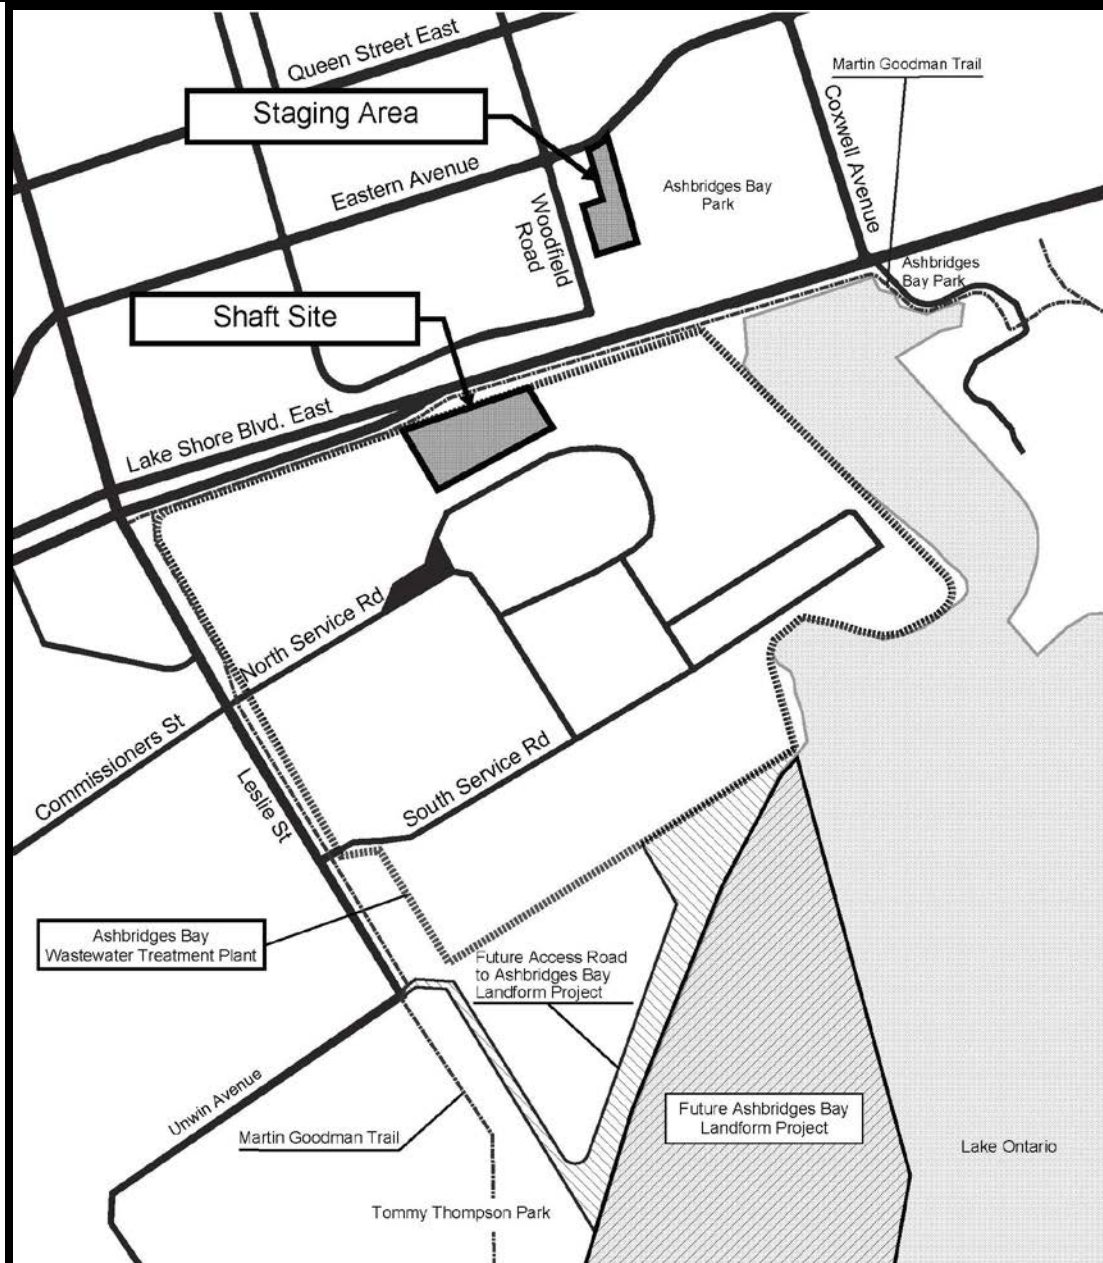 Queen Street East
Martin Goodman Trail
Staging Area
Coxwell Avenue
Eastern Avenue
Ashbridges Bay
Park
Woodfield
Road
Ashbridges
Bay Park
Shaft Site
Lake Shore Blvd. East
North Service Rd
Commissioners St
Leslie St
South Service Rd
Ashbridges Bay
Wastewater Treatment Plant
Future Access Road
to Ashbridges Bay
Landform Project
Unwin Avenue
Martin Goodman Trail
Future Ashbridges Bay
Landform Project
Lake Ontario
Tommy Thompson Park